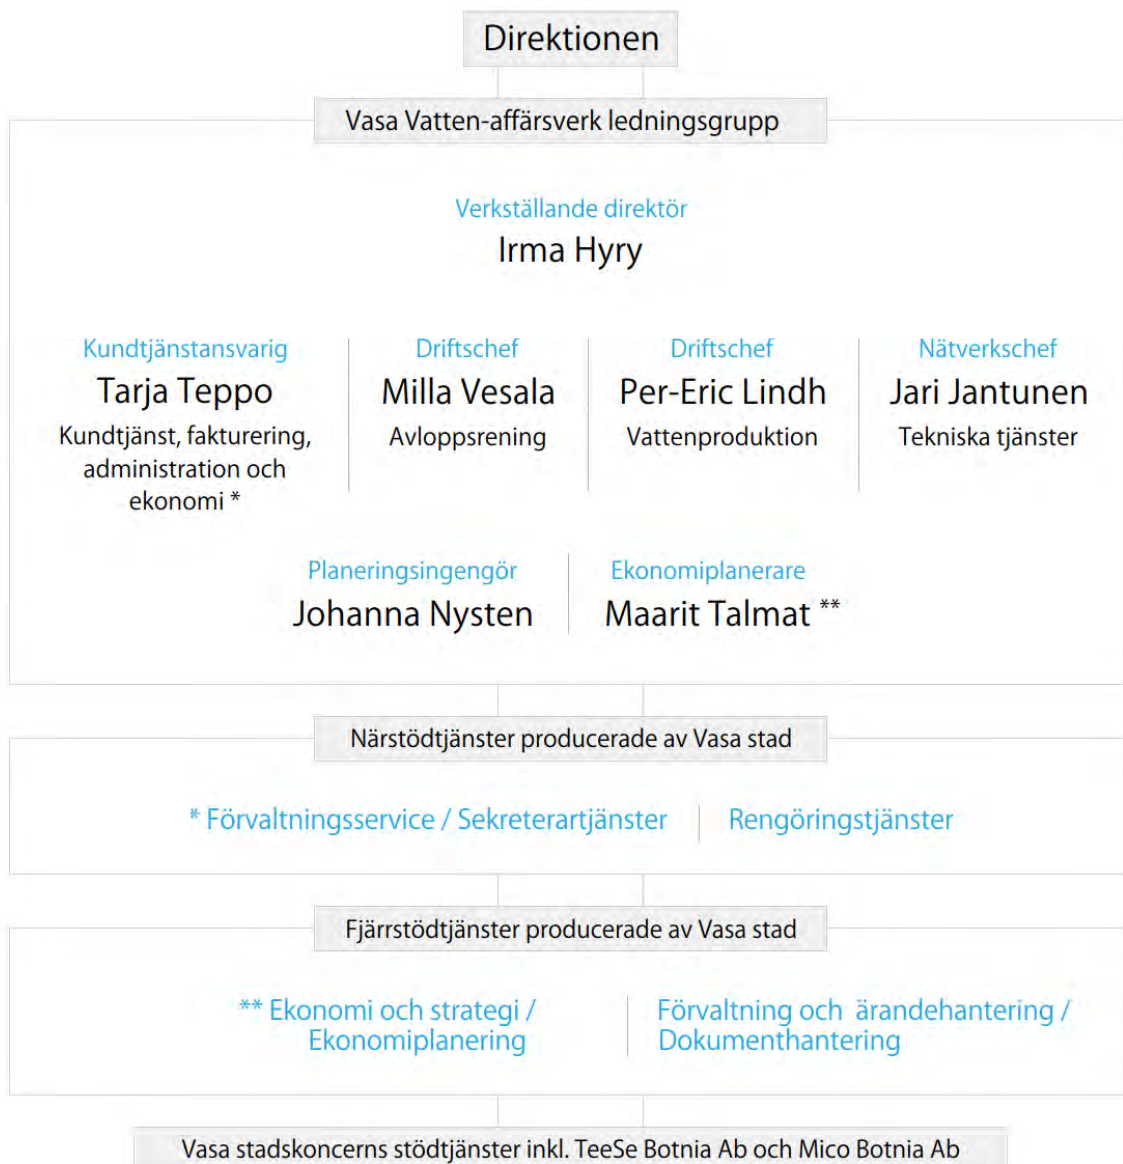 Direktionen
Vasa Vatten-affärsverk ledningsgrupp
Verkställande direktör
Irma Hyry
Kundtjänstansvarig
Tarja Teppo
Kundtjänst, fakturering,
administration och
ekonomi *
Driftschef
Milla Vesala
Avloppsrening
Driftschef
Per-Eric Lindh
Vattenproduktion
Nätverkschef
Jari Jantunen
Tekniska tjänster
Planeringsingengör
Johanna Nysten
Ekonomiplanerare
Maarit Talmat **
Närstödtjänster producerade av Vasa stad
* Förvaltningsservice / Sekreterartjänster
Rengöringstjänster
Fjärrstödtjänster producerade av Vasa stad
** Ekonomi och strategi /
Ekonomiplanering
Förvaltning och ärandehantering /
Dokumenthantering
Vasa stadskoncerns stödtjänster inkl. TeeSe Botnia Ab och Mico Botnia Ab